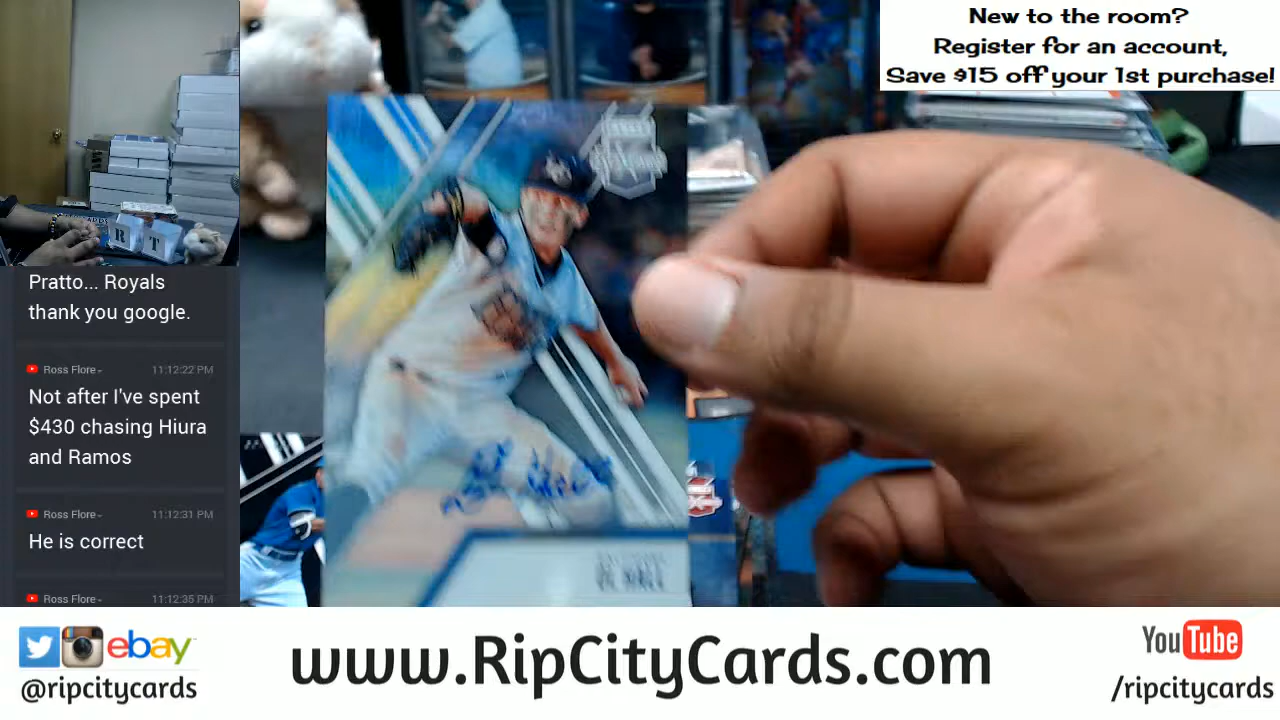 New to the room?
Register for an account,
Save $15 off your 1st purchase!
R T
Pratto... Royals
thank you google.
Ross Flore
11:12:22 PM
Not after I've spent
$430 chasing Hiura
and Ramos
Ross Flore
11:12:31 PM
He is correct
Ross Flore
11:12:35 PM
ebay
@ripcitycards
www.RipCityCards.com
YouTube
/ripcitycards